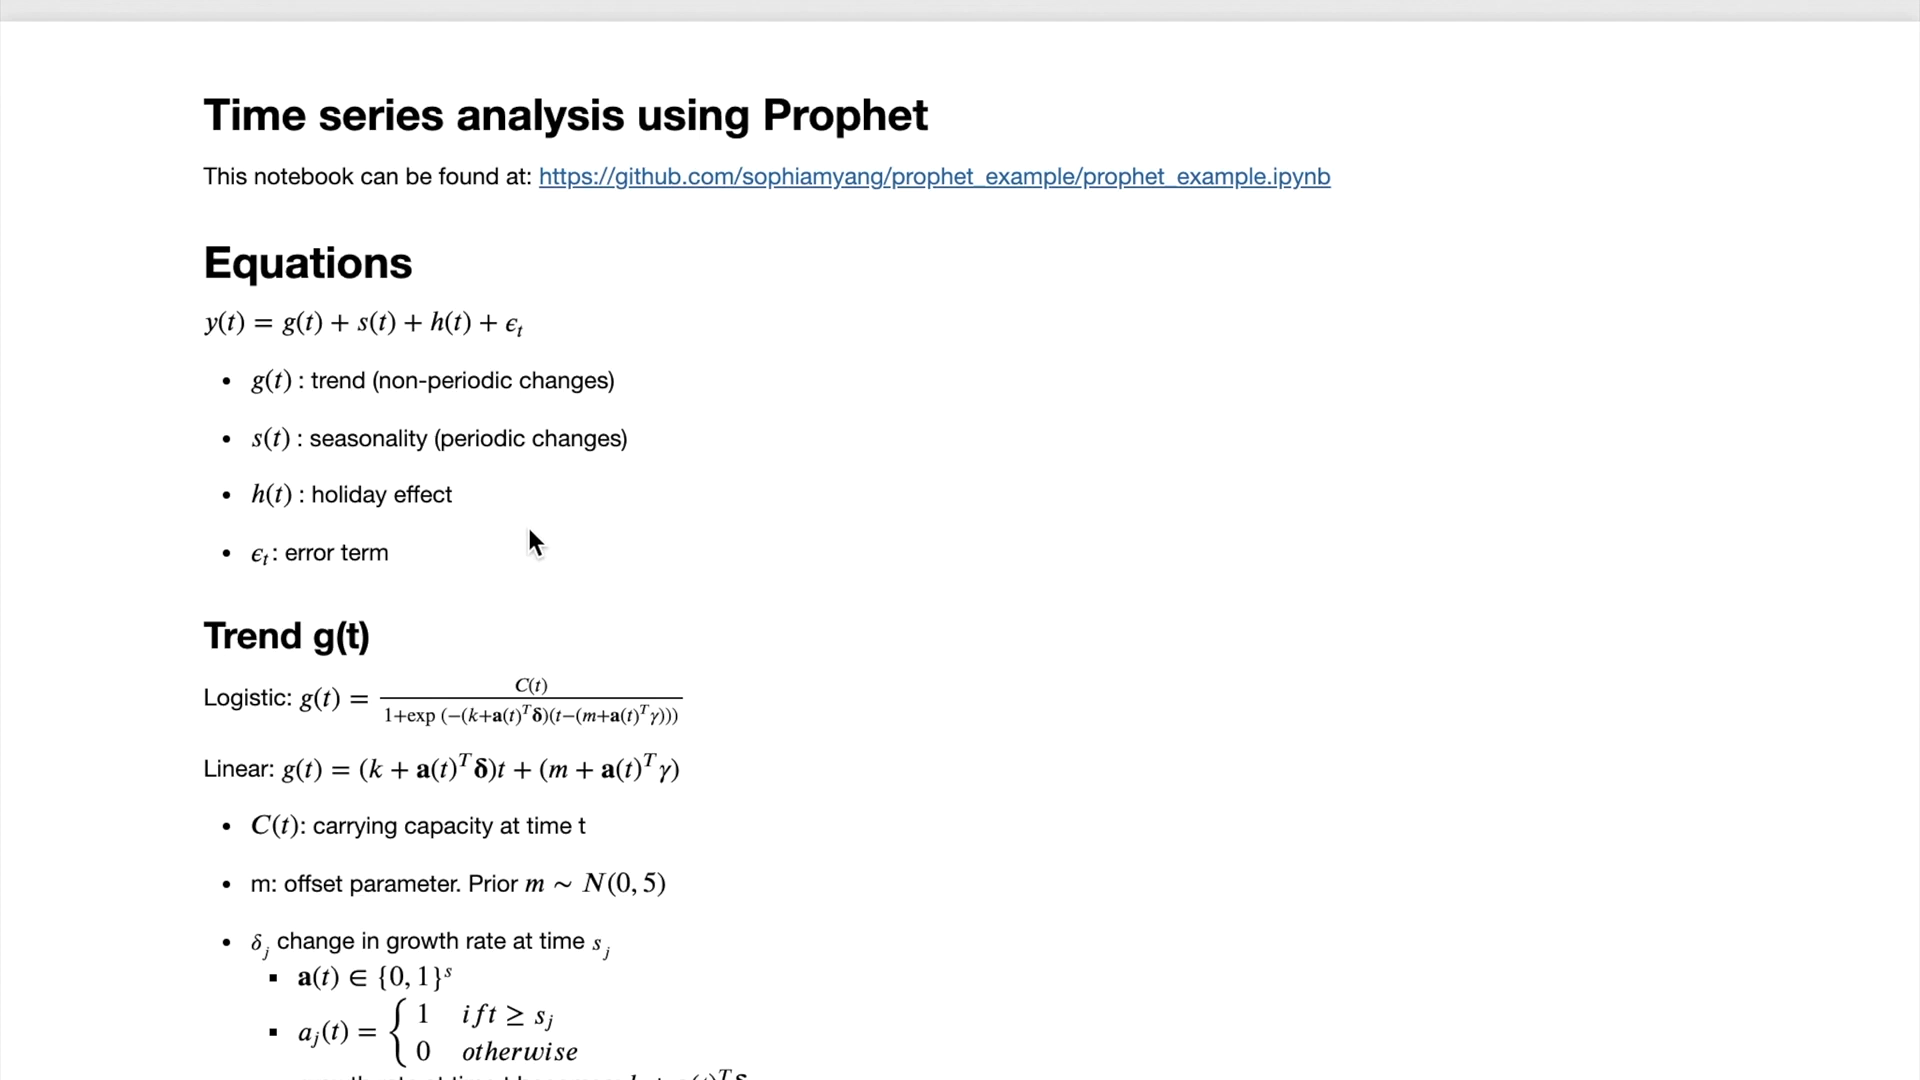 Time series analysis using Prophet
This notebook can be found at: https://github.com/sophiamyang/prophet_example/prophet_example.ipynb
Equations
y(t) = g(t) + s(t) + h(t) + ϵ_t
• g(t) : trend (non-periodic changes)
• s(t) : seasonality (periodic changes)
• h(t) : holiday effect
• ϵ_t: error term
Trend g(t)
Logistic: g(t) = C(t) / 1+exp (−(k+a(t)^T δ)(t−(m+a(t)^T γ)))
Linear: g(t) = (k + a(t)^T δ)t + (m + a(t)^T γ)
• C(t): carrying capacity at time t
• m: offset parameter. Prior m ∼ N(0, 5)
• δ_j change in growth rate at time s_j
▪ a(t) ∈ {0, 1}^s
▪ a_j(t) = { 1 ift ≥ s_j
0 otherwise